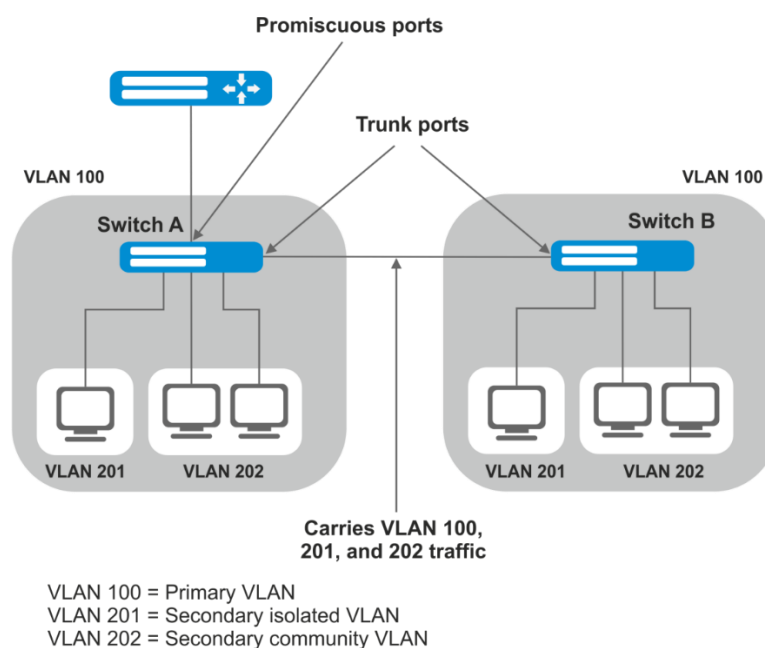 Promiscuous ports
Trunk ports
VLAN 100
VLAN 100
Switch A
Switch B
VLAN 201
VLAN 202
VLAN 201
VLAN 202
Carries VLAN 100,
201, and 202 traffic
VLAN 100 = Primary VLAN
VLAN 201 = Secondary isolated VLAN
VLAN 202 = Secondary community VLAN